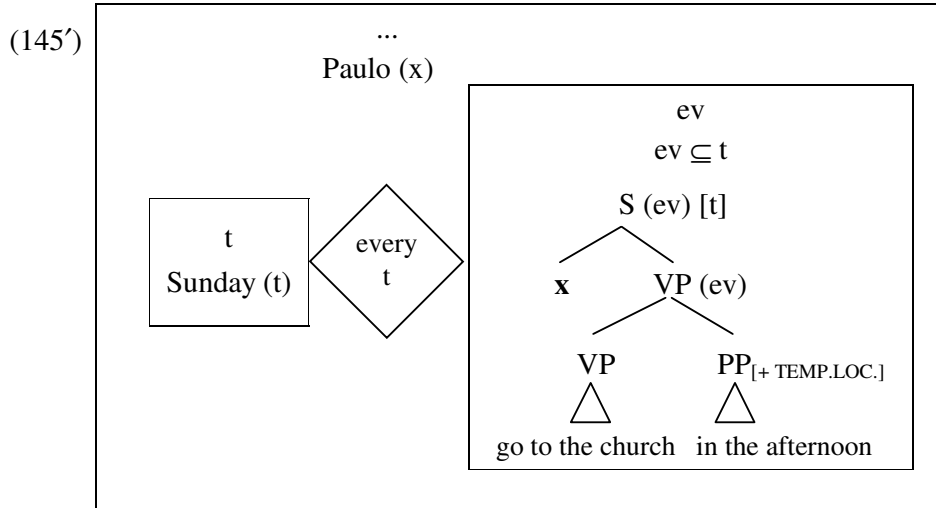 (145′)
...
Paulo (x)
ev
ev ⊆ t
S (ev) [t]
t
Sunday (t)
every
t
x VP (ev)
VP PP[+ TEMP.LOC.]
go to the church in the afternoon